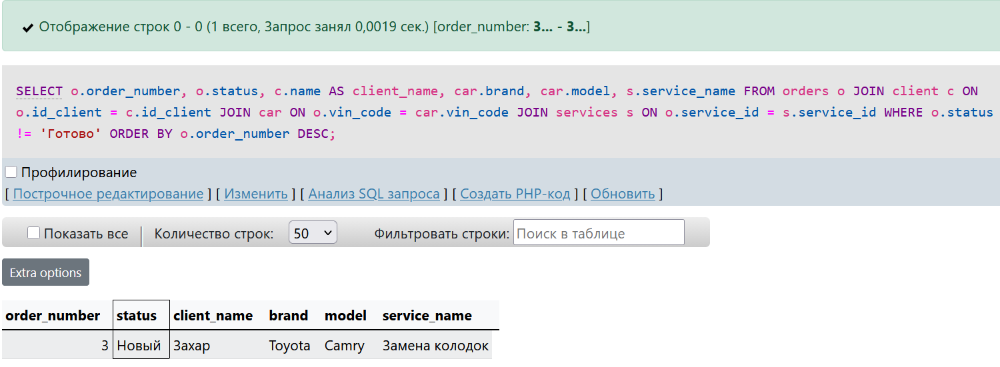 Отображение строк 0 - 0 (1 всего, Запрос занял 0,0019 сек.) [order_number: 3... - 3...]
SELECT o.order_number, o.status, c.name AS client_name, car.brand, car.model, s.service_name FROM orders o JOIN client c ON
o.id_client = c.id_client JOIN car ON o.vin_code = car.vin_code JOIN services s ON o.service_id = s.service_id WHERE o.status
!= 'Готово' ORDER BY o.order_number DESC;
Профилирование
[ Построчное редактирование ] [ Изменить ] [ Анализ SQL запроса ] [ Создать PHP-код ] [ Обновить ]
Показать все Количество строк: 50 Фильтровать строки: Поиск в таблице
Extra options
order_number status client_name brand model service_name
3 Новый Захар Toyota Camry Замена колодок